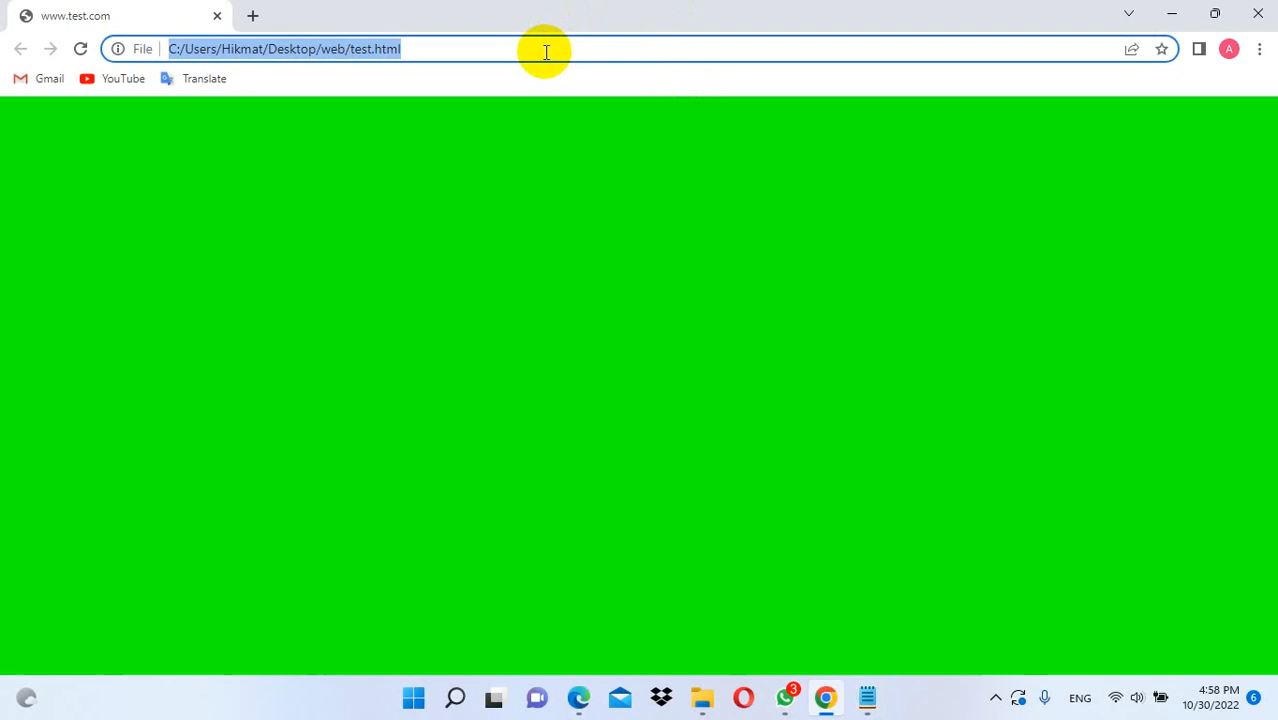 www.test.com
File C:/Users/Hikmat/Desktop/web/test.html
A
Gmail YouTube Translate
3
ENG
4:58 PM
10/30/2022
6